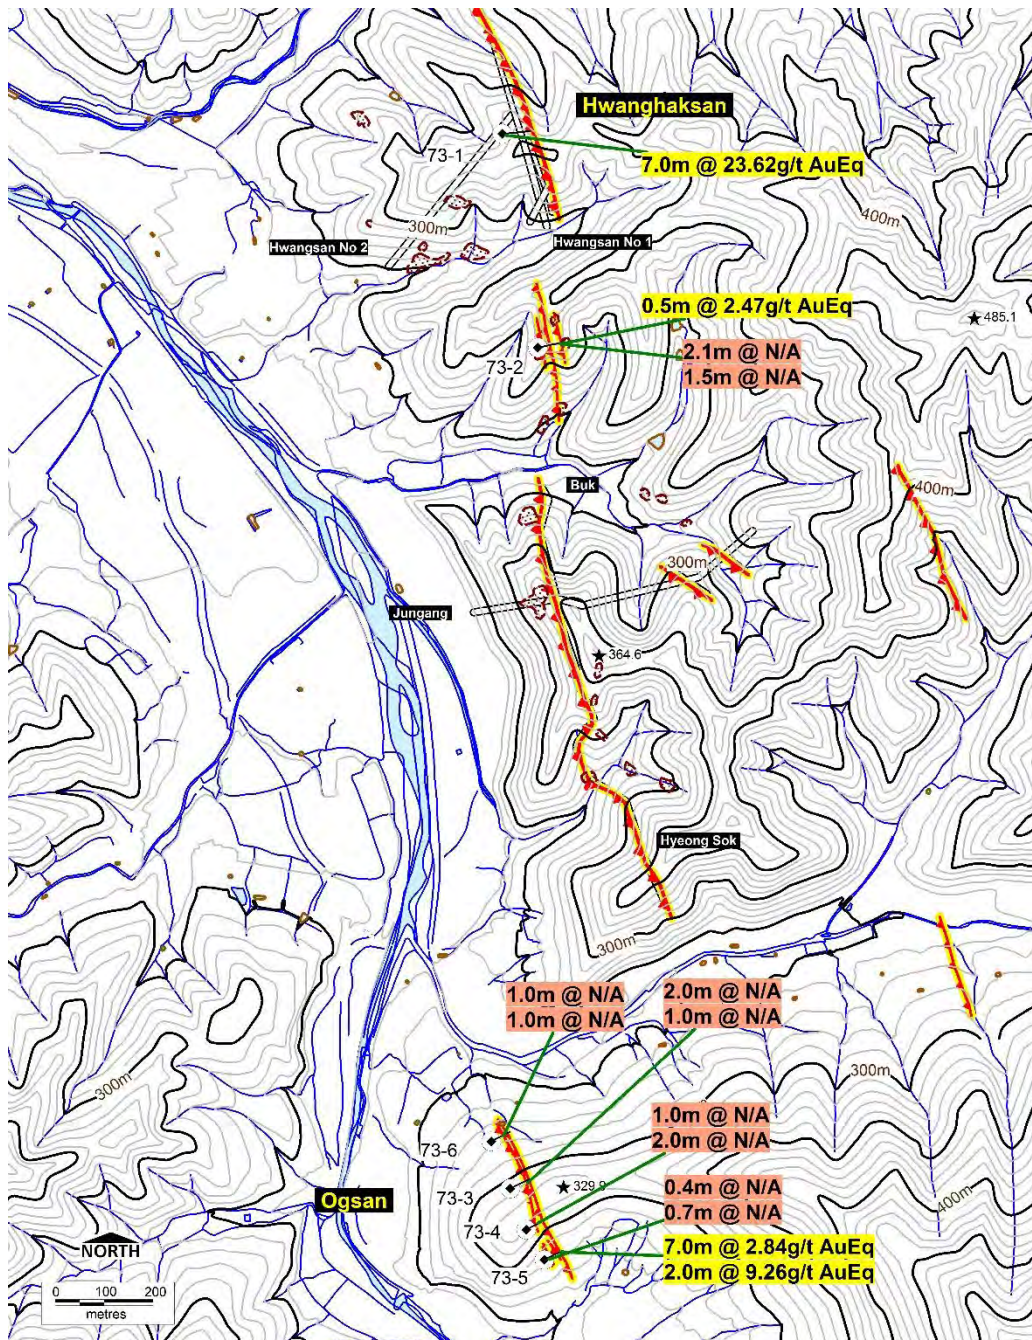 Hwanghaksan
73-1
7.0m @ 23.62g/t AuEq
400m
300m
Hwangsan No 2
Hwangsan No 1
0.5m @ 2.47g/t AuEq
485.1
73-2
2.1m @ N/A
1.5m @ N/A
Buk
400m
300m
Jungang
364.6
Hyeong Sok
300m
1.0m @ N/A
1.0m @ N/A
2.0m @ N/A
1.0m @ N/A
300m
300m
1.0m @ N/A
2.0m @ N/A
73-6
73-3
329.9
400m
Ogsan
0.4m @ N/A
0.7m @ N/A
73-4
7.0m @ 2.84g/t AuEq
2.0m @ 9.26g/t AuEq
73-5
NORTH
0 100 200
metres